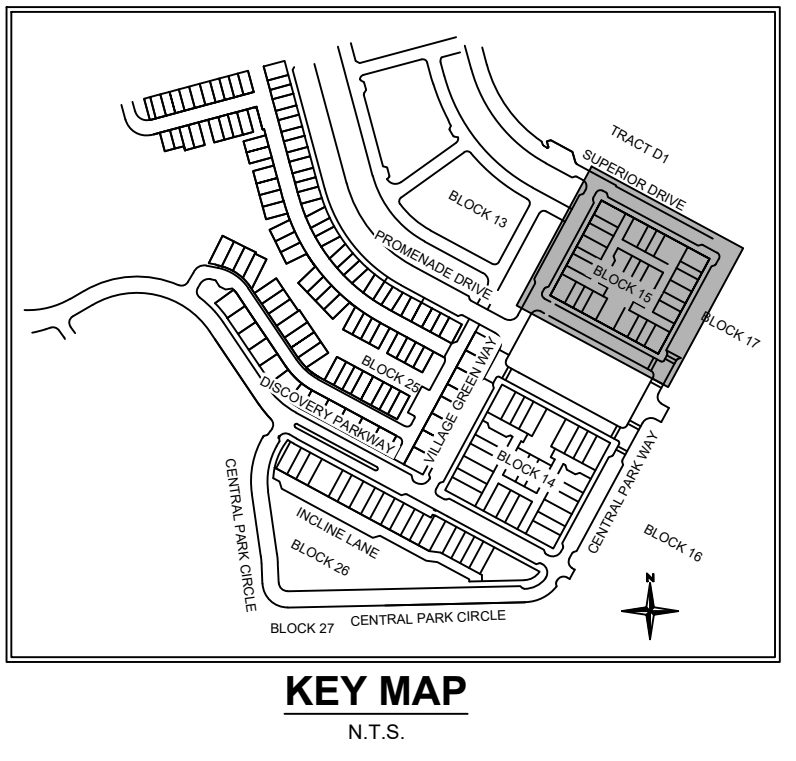 TRACT D1
SUPERIOR DRIVE
BLOCK 13
PROMENADE DRIVE
BLOCK 15
BLOCK 17
BLOCK 25
VILLAGE GREEN WAY
DISCOVERY PARKWAY
BLOCK 14
CENTRAL PARK WAY
CENTRAL PARK CIRCLE
INCLINE LANE
BLOCK 26
BLOCK 16
N
CENTRAL PARK CIRCLE
BLOCK 27
KEY MAP
N.T.S.